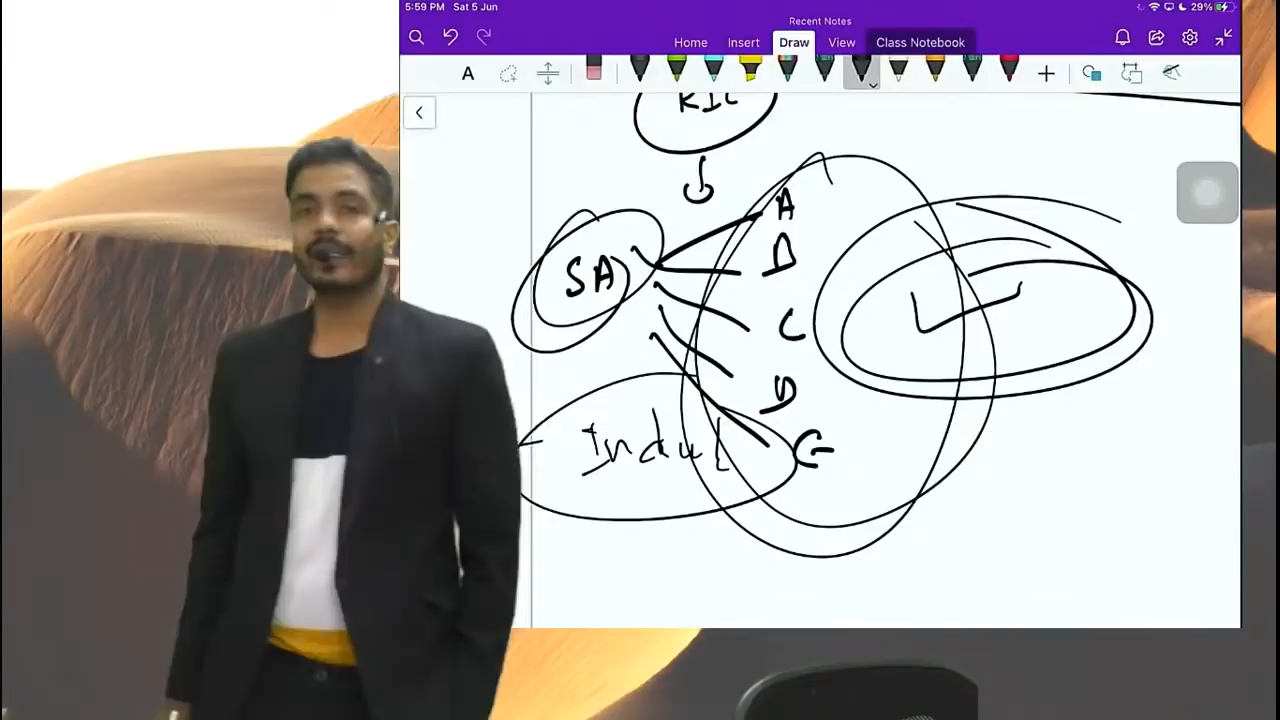 5:59 PM Sat 5 Jun
29%
Recent Notes
Home Insert Draw View Class Notebook
A
RIL
A
SA
D
C
D
Indul
G